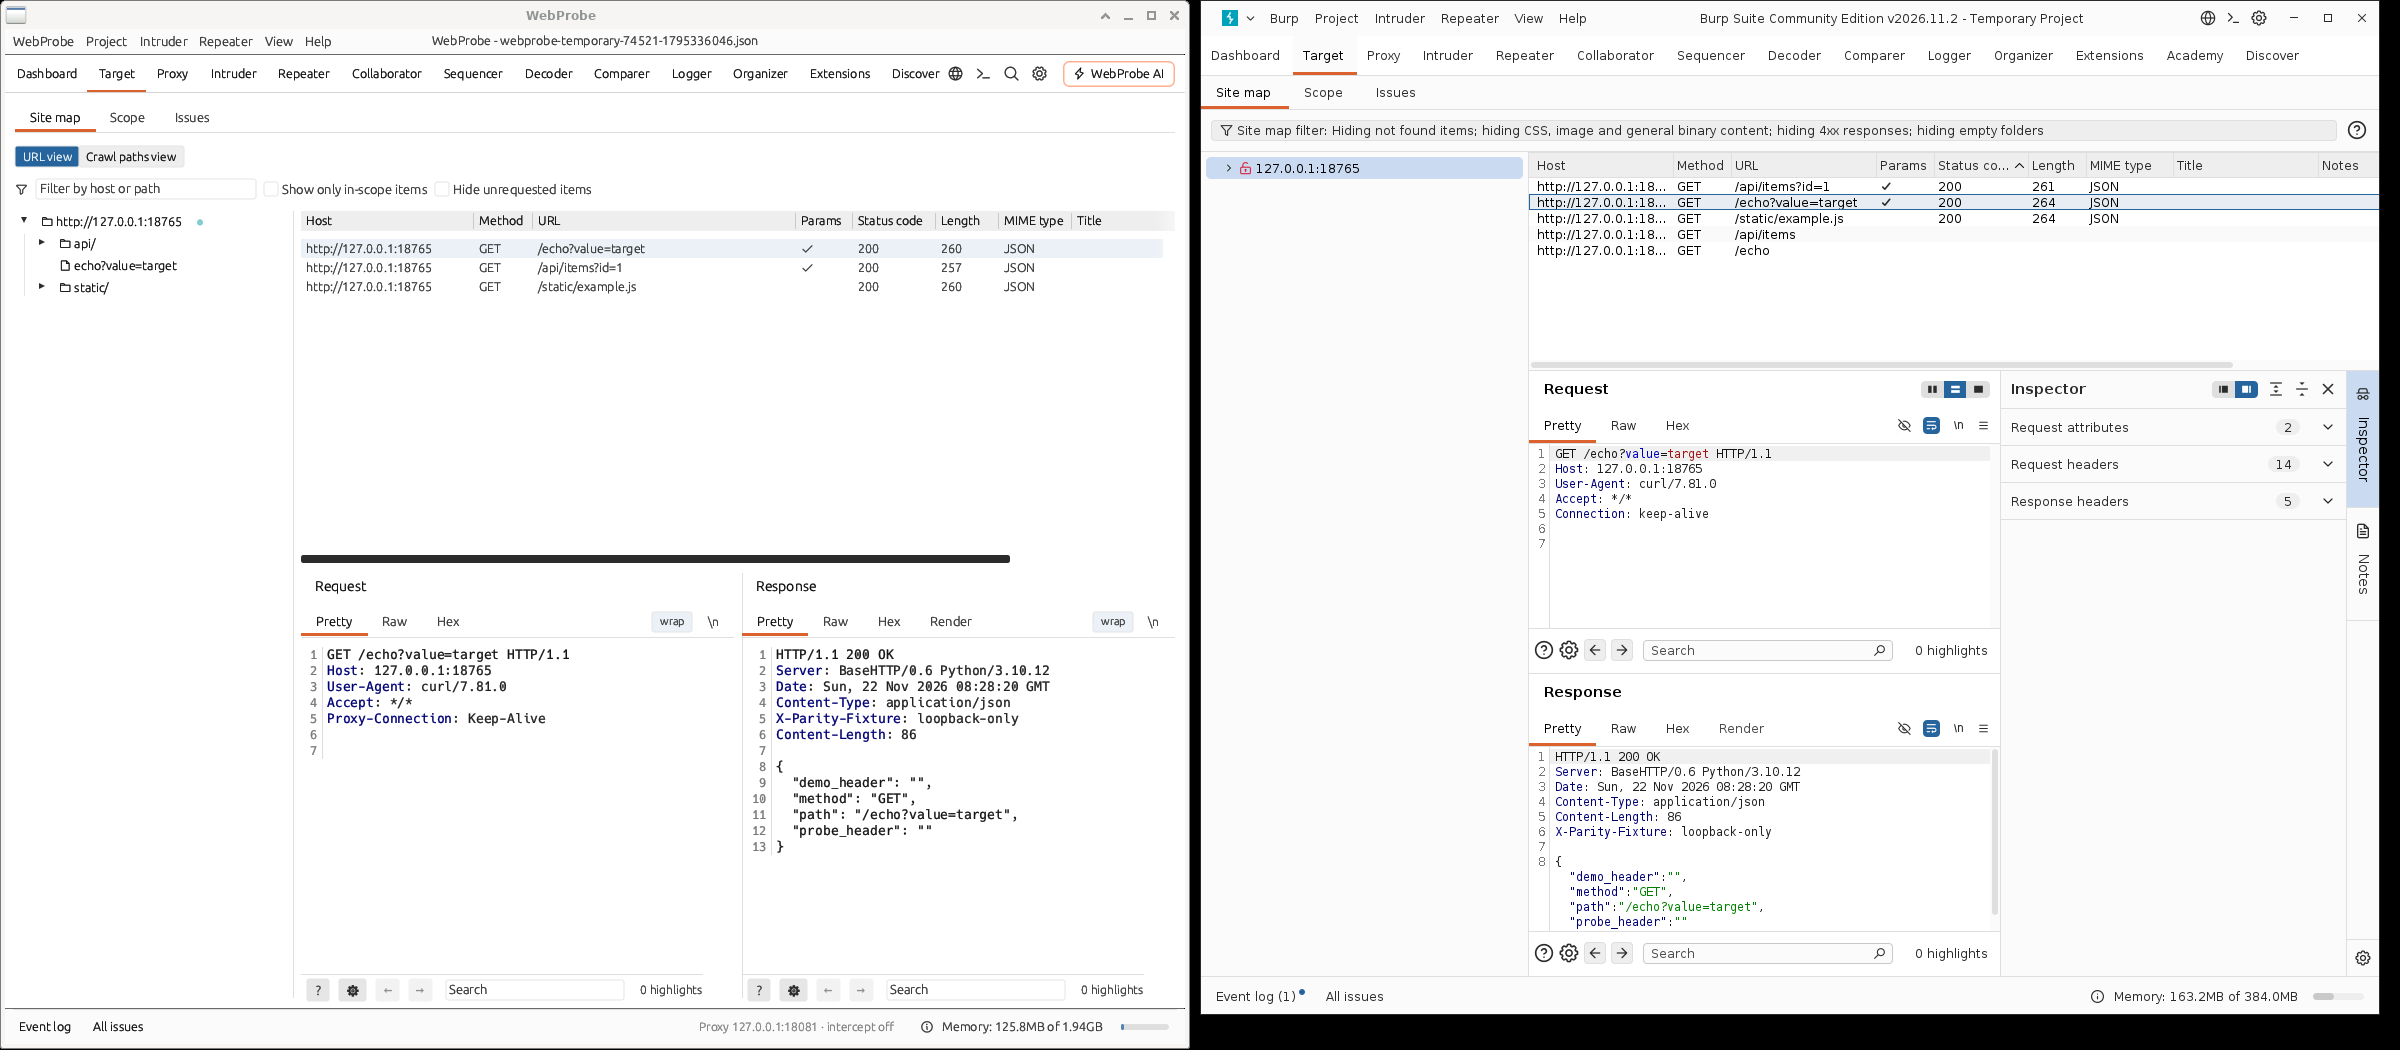 WebProbe
WebProbe Project Intruder Repeater View Help WebProbe - webprobe-temporary-74521-1795336046.json
Dashboard Target Proxy Intruder Repeater Collaborator Sequencer Decoder Comparer Logger Organizer Extensions Discover WebProbe AI
Site map Scope Issues
URL view Crawl paths view
Filter by host or path Show only in-scope items Hide unrequested items
http://127.0.0.1:18765
api/
echo?value=target
static/
Host Method URL Params Status code Length MIME type Title
http://127.0.0.1:18765 GET /echo?value=target ✓ 200 260 JSON
http://127.0.0.1:18765 GET /api/items?id=1 ✓ 200 257 JSON
http://127.0.0.1:18765 GET /static/example.js 200 260 JSON
Request
Pretty Raw Hex wrap \n
1 GET /echo?value=target HTTP/1.1
2 Host: 127.0.0.1:18765
3 User-Agent: curl/7.81.0
4 Accept: */*
5 Proxy-Connection: Keep-Alive
6
7
? Search 0 highlights
Response
Pretty Raw Hex Render wrap \n
1 HTTP/1.1 200 OK
2 Server: BaseHTTP/0.6 Python/3.10.12
3 Date: Sun, 22 Nov 2026 08:28:20 GMT
4 Content-Type: application/json
5 X-Parity-Fixture: loopback-only
6 Content-Length: 86
7
8 {
9 "demo_header": "",
10 "method": "GET",
11 "path": "/echo?value=target",
12 "probe_header": ""
13 }
? Search 0 highlights
Event log All issues Proxy 127.0.0.1:18081 · intercept off Memory: 125.8MB of 1.94GB
Burp Project Intruder Repeater View Help Burp Suite Community Edition v2026.11.2 - Temporary Project
Dashboard Target Proxy Intruder Repeater Collaborator Sequencer Decoder Comparer Logger Organizer Extensions Academy Discover
Site map Scope Issues
Site map filter: Hiding not found items; hiding CSS, image and general binary content; hiding 4xx responses; hiding empty folders
127.0.0.1:18765
Host Method URL Params Status co... Length MIME type Title Notes
http://127.0.0.1:18... GET /api/items?id=1 ✓ 200 261 JSON
http://127.0.0.1:18... GET /echo?value=target ✓ 200 264 JSON
http://127.0.0.1:18... GET /static/example.js 200 264 JSON
http://127.0.0.1:18... GET /api/items
http://127.0.0.1:18... GET /echo
Request
Pretty Raw Hex \n
1 GET /echo?value=target HTTP/1.1
2 Host: 127.0.0.1:18765
3 User-Agent: curl/7.81.0
4 Accept: */*
5 Connection: keep-alive
6
7
Search 0 highlights
Response
Pretty Raw Hex Render \n
1 HTTP/1.1 200 OK
2 Server: BaseHTTP/0.6 Python/3.10.12
3 Date: Sun, 22 Nov 2026 08:28:20 GMT
4 Content-Type: application/json
5 Content-Length: 86
6 X-Parity-Fixture: loopback-only
7
8 {
"demo_header":"",
"method":"GET",
"path":"/echo?value=target",
"probe_header":""
Search 0 highlights
Inspector
Request attributes 2
Request headers 14
Response headers 5
Inspector
Notes
Event log (1) All issues Memory: 163.2MB of 384.0MB